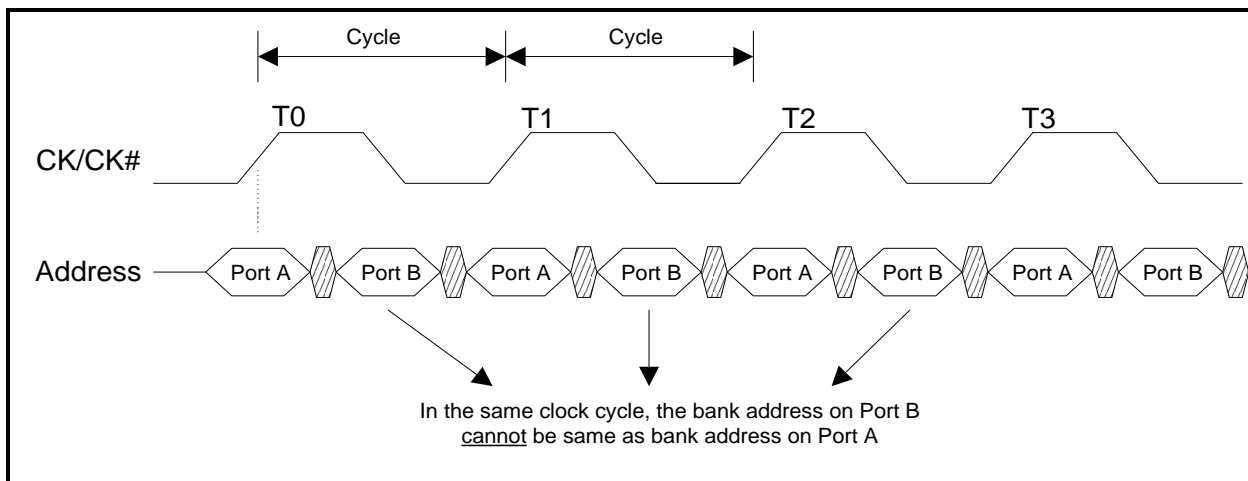 Cycle Cycle
T0 T1 T2 T3
CK/CK#
Address Port A Port B Port A Port B Port A Port B Port A Port B
In the same clock cycle, the bank address on Port B
cannot be same as bank address on Port A